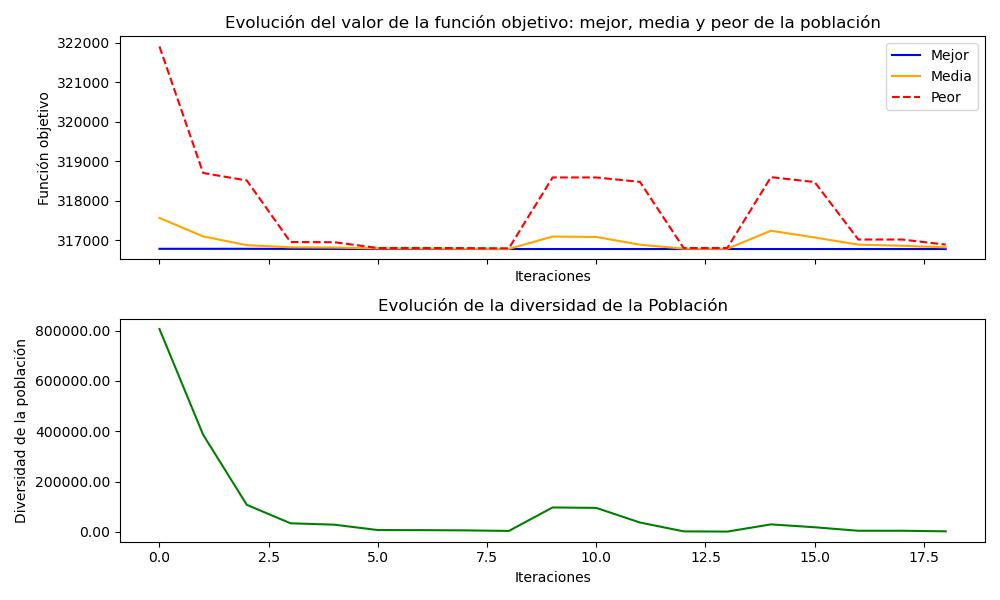 Evolución del valor de la función objetivo: mejor, media y peor de la población
322000
321000
320000
319000
318000
317000
Función objetivo
Mejor
Media
Peor
Iteraciones
Evolución de la diversidad de la Población
800000.00
600000.00
400000.00
200000.00
0.00
Diversidad de la población
0.0 2.5 5.0 7.5 10.0 12.5 15.0 17.5
Iteraciones